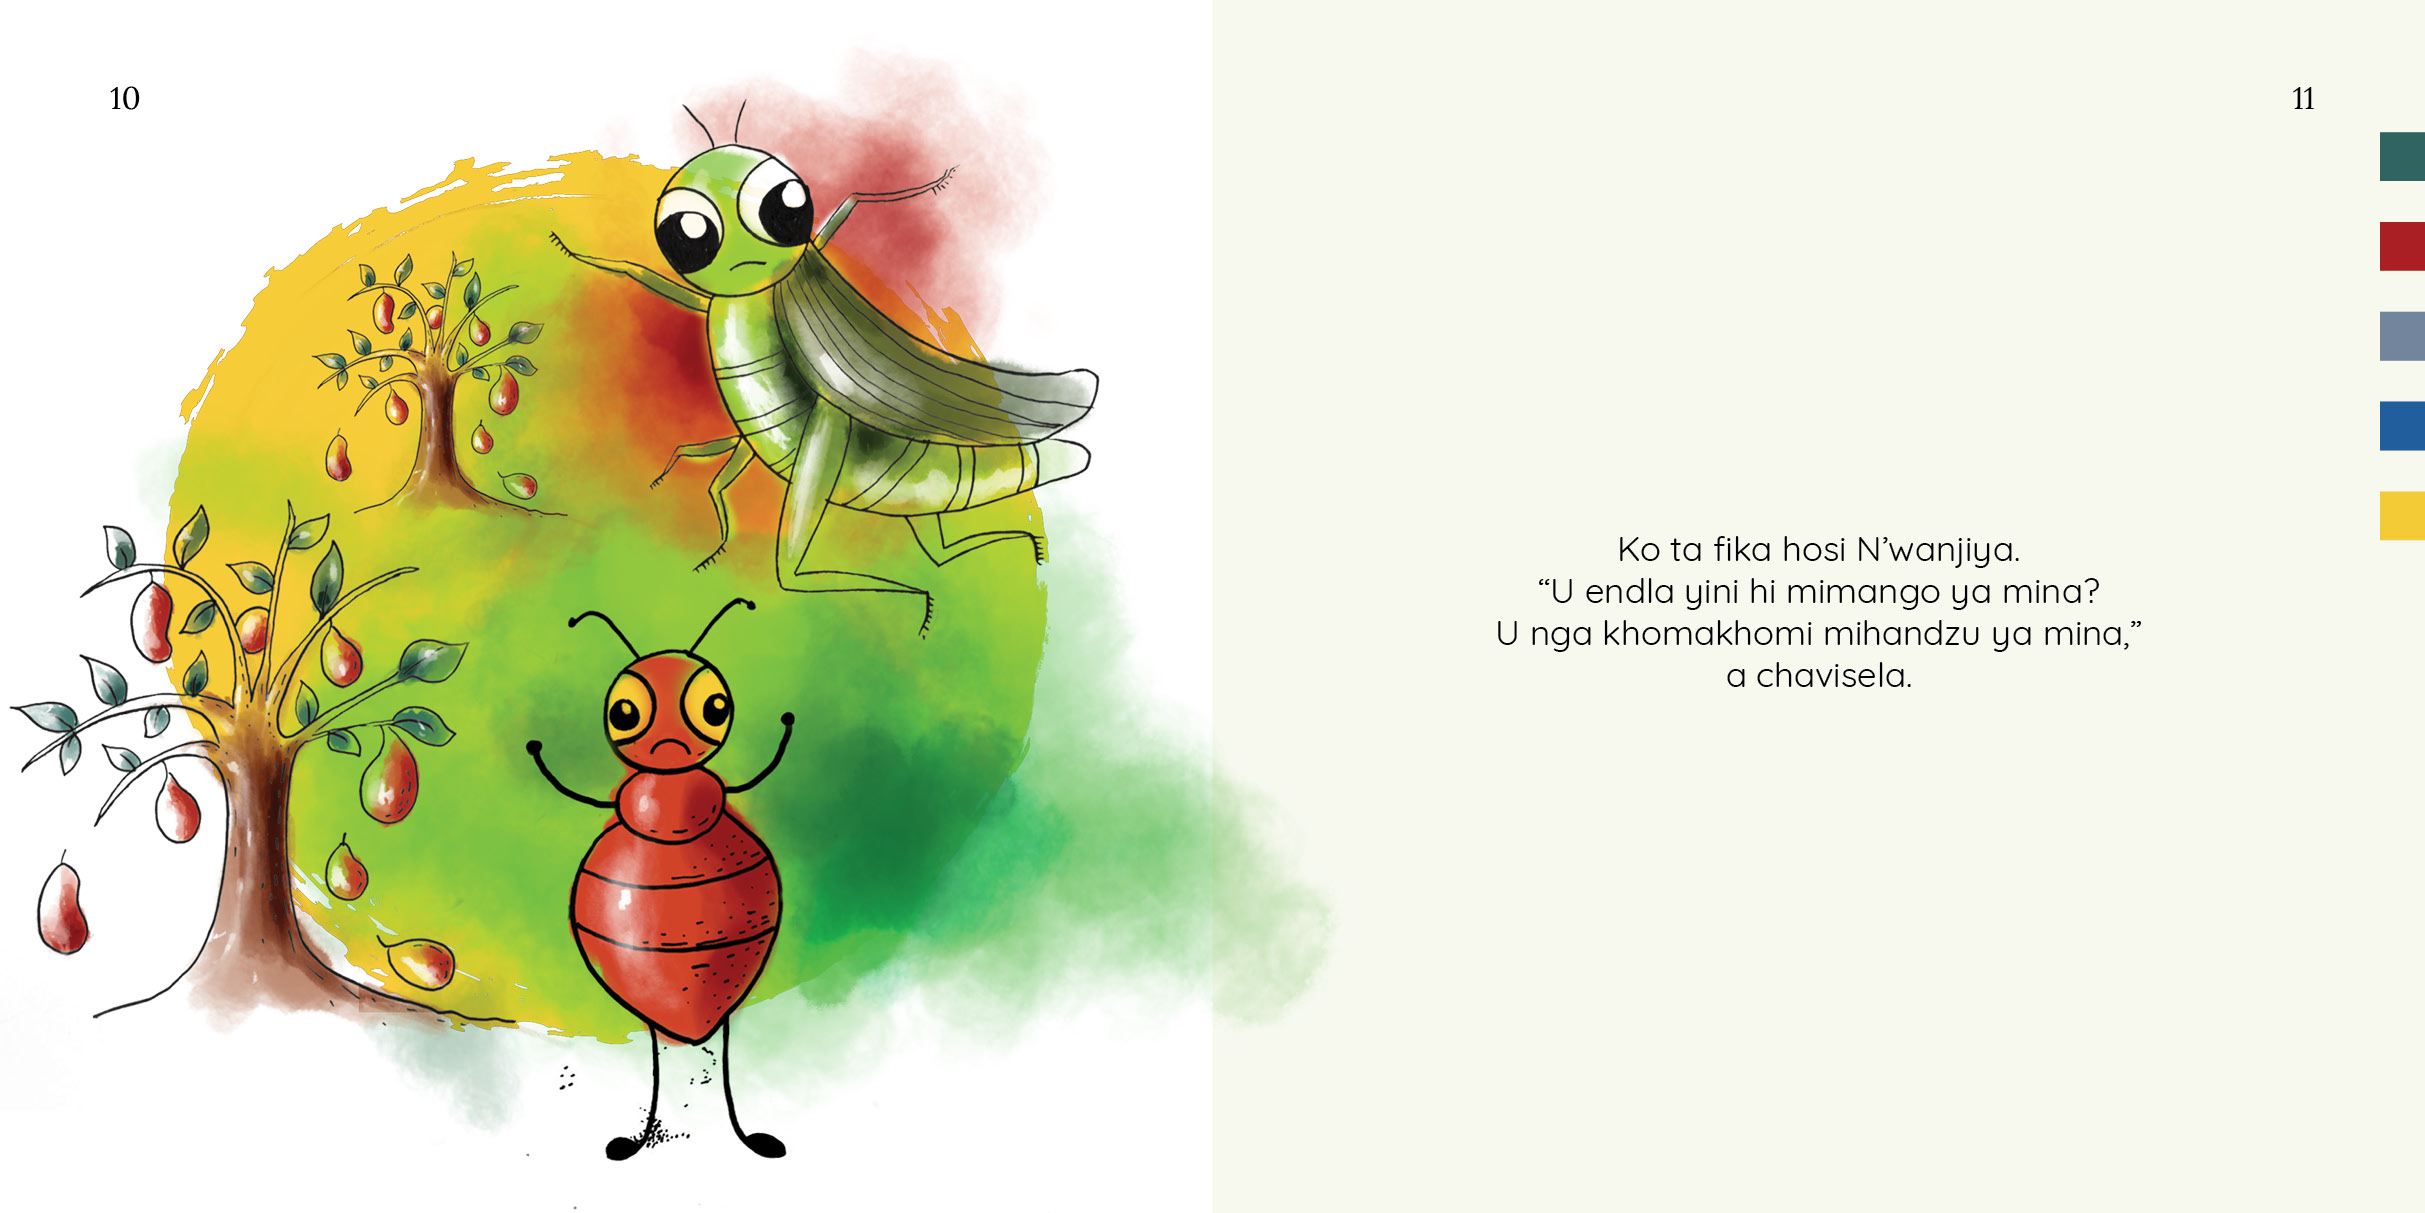 10
11
Ko ta fika hosi N’wanjiya.
“U endla yini hi mimango ya mina?
U nga khomakhomi mihandzu ya mina,”
a chavisela.